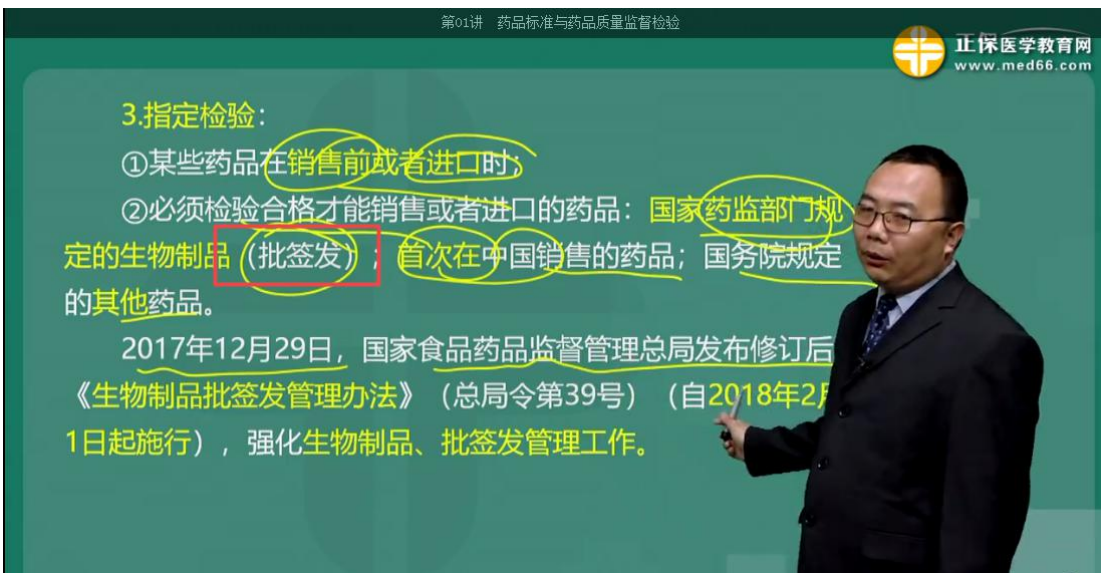 第01讲 药品标准与药品质量监督检验
正保医学教育网
www.med66.com
3.指定检验：
①某些药品在销售前或者进口时；
②必须检验合格才能销售或者进口的药品：国家药监部门规
定的生物制品（批签发）；首次在中国销售的药品；国务院规定
的其他药品。
2017年12月29日，国家食品药品监督管理总局发布修订后
《生物制品批签发管理办法》（总局令第39号）（自2018年2月
1日起施行），强化生物制品、批签发管理工作。